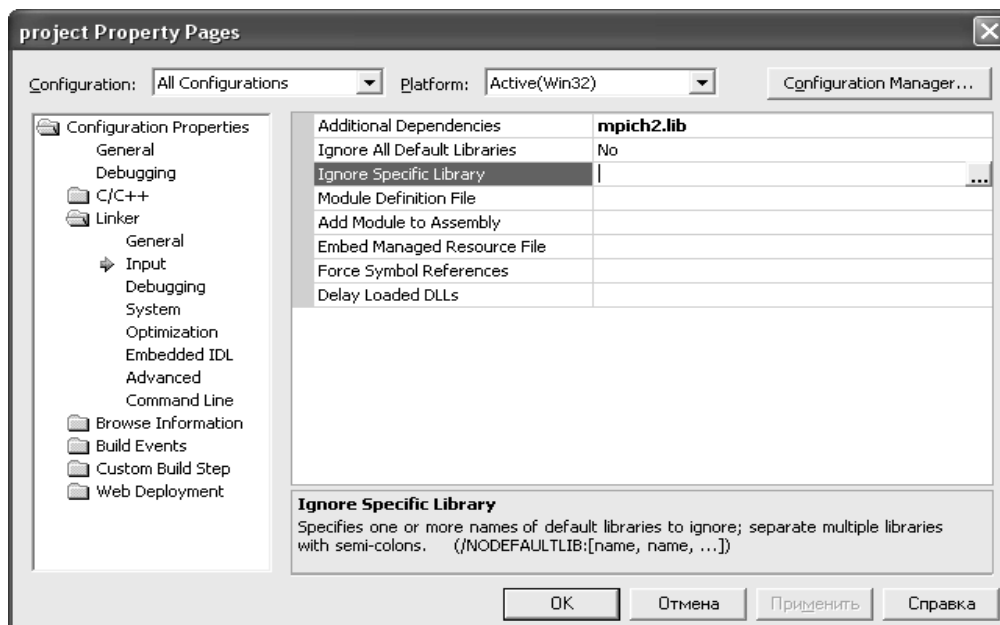 project Property Pages
Configuration: All Configurations Platform: Active(Win32) Configuration Manager...
Configuration Properties
General
Debugging
C/C++
Linker
General
Input
Debugging
System
Optimization
Embedded IDL
Advanced
Command Line
Browse Information
Build Events
Custom Build Step
Web Deployment
Additional Dependencies mpich2.lib
Ignore All Default Libraries No
Ignore Specific Library ...
Module Definition File
Add Module to Assembly
Embed Managed Resource File
Force Symbol References
Delay Loaded DLLs
Ignore Specific Library
Specifies one or more names of default libraries to ignore; separate multiple libraries
with semi-colons. (/NODEFAULTLIB:[name, name, ...])
OK Отмена Применить Справка